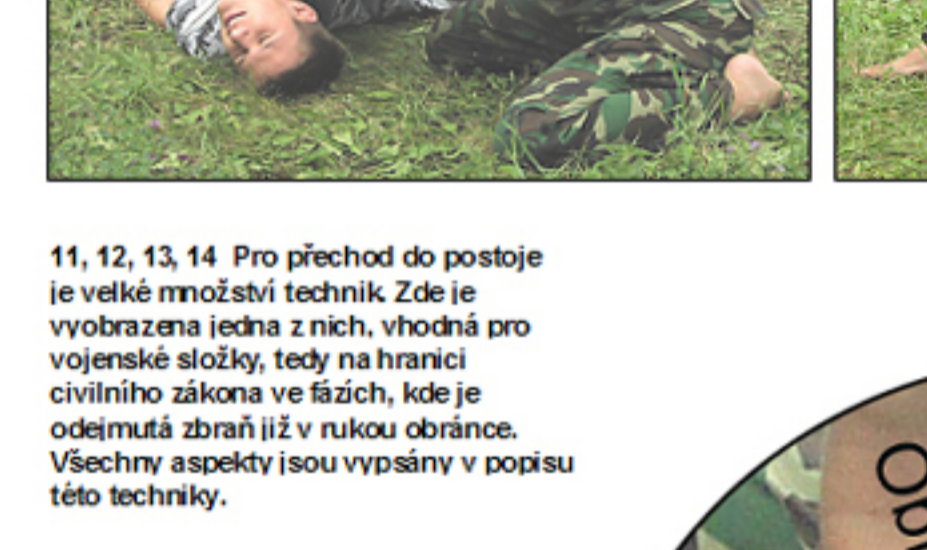 11, 12, 13, 14 Pro přechod do postoje
je velké množství technik. Zde je
vyobrazena jedna z nich, vhodná pro
vojenské složky, tedy na hranici
civilního zákona ve fázích, kde je
odejmutá zbraň již v rukou obránce.
Všechny aspekty jsou vypsány v popisu
této techniky.